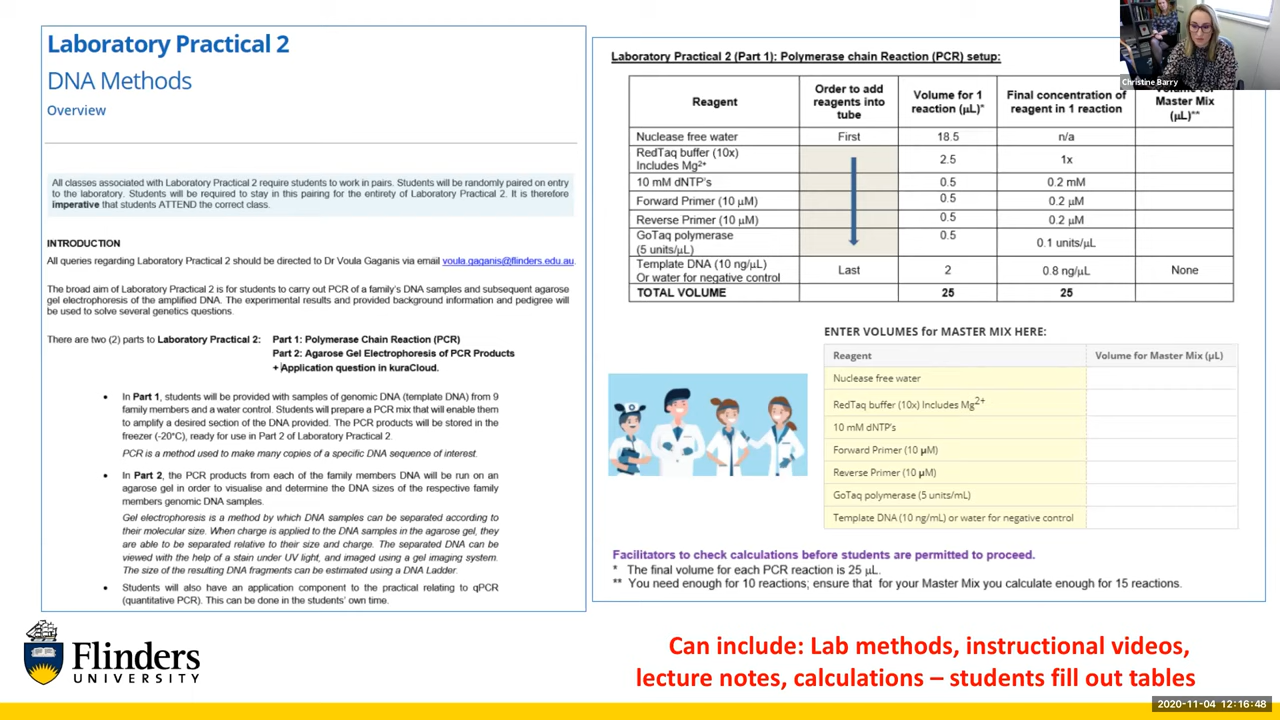 Laboratory Practical 2
DNA Methods
Overview
All classes associated with Laboratory Practical 2 require students to work in pairs. Students will be randomly paired on entry
to the laboratory. Students will be required to stay in this pairing for the entirety of Laboratory Practical 2. It is therefore
imperative that students ATTEND the correct class.
INTRODUCTION
All queries regarding Laboratory Practical 2 should be directed to Dr Voula Gaganis via email voula.gaganis@flinders.edu.au.
The broad aim of Laboratory Practical 2 is for students to carry out PCR of a family's DNA samples and subsequent agarose
gel electrophoresis of the amplified DNA. The experimental results and provided background information and pedigree will
be used to solve several genetics questions.
There are two (2) parts to Laboratory Practical 2: Part 1: Polymerase Chain Reaction (PCR)
Part 2: Agarose Gel Electrophoresis of PCR Products
+ Application question in kuraCloud.
• In Part 1, students will be provided with samples of genomic DNA (template DNA) from 9
family members and a water control. Students will prepare a PCR mix that will enable them
to amplify a desired section of the DNA provided. The PCR products will be stored in the
freezer (-20°C), ready for use in Part 2 of Laboratory Practical 2.
PCR is a method used to make many copies of a specific DNA sequence of interest.
• In Part 2, the PCR products from each of the family members DNA will be run on an
agarose gel in order to visualise and determine the DNA sizes of the respective family
members genomic DNA samples.
Gel electrophoresis is a method by which DNA samples can be separated according to
their molecular size. When charge is applied to the DNA samples in the agarose gel, they
are able to be separated relative to their size and charge. The separated DNA can be
viewed with the help of a stain under UV light, and imaged using a gel imaging system.
The size of the resulting DNA fragments can be estimated using a DNA Ladder.
• Students will also have an application component to the practical relating to qPCR
(quantitative PCR). This can be done in the students' own time.
Flinders
UNIVERSITY
Laboratory Practical 2 (Part 1): Polymerase chain Reaction (PCR) setup:
Reagent Order to add reagents into tube Volume for 1 reaction (µL)* Final concentration of reagent in 1 reaction Volume for Master Mix (µL)**
Nuclease free water First 18.5 n/a
RedTaq buffer (10x) Includes Mg²⁺ 2.5 1x
10 mM dNTP's 0.5 0.2 mM
Forward Primer (10 µM) 0.5 0.2 µM
Reverse Primer (10 µM) 0.5 0.2 µM
GoTaq polymerase (5 units/µL) 0.5 0.1 units/µL
Template DNA (10 ng/µL) Or water for negative control Last 2 0.8 ng/µL None
TOTAL VOLUME 25 25
ENTER VOLUMES for MASTER MIX HERE:
Reagent Volume for Master Mix (µL)
Nuclease free water
RedTaq buffer (10x) Includes Mg²⁺
10 mM dNTP's
Forward Primer (10 µM)
Reverse Primer (10 µM)
GoTaq polymerase (5 units/mL)
Template DNA (10 ng/mL) or water for negative control
Facilitators to check calculations before students are permitted to proceed.
* The final volume for each PCR reaction is 25 µL.
** You need enough for 10 reactions; ensure that for your Master Mix you calculate enough for 15 reactions.
Can include: Lab methods, instructional videos,
lecture notes, calculations – students fill out tables
Christine Barry
2020-11-04 12:16:48